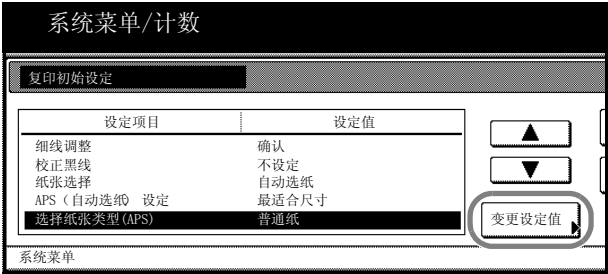 系统菜单/计数
复印初始设定
设定项目 设定值
细线调整 确认
校正黑线 不设定
纸张选择 自动选纸
APS（自动选纸） 设定 最适合尺寸
选择纸张类型(APS) 普通纸
变更设定值
系统菜单